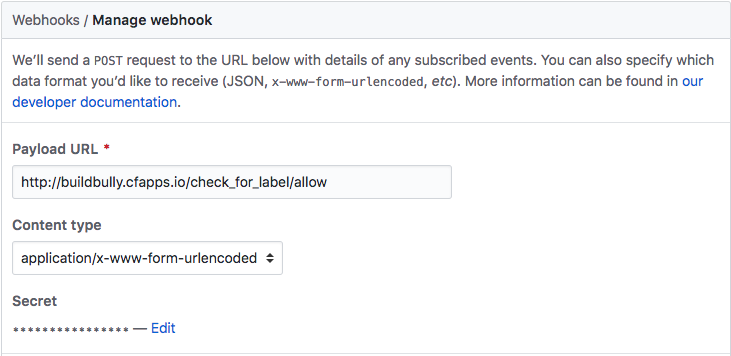 Webhooks / Manage webhook
We’ll send a POST request to the URL below with details of any subscribed events. You can also specify which
data format you’d like to receive (JSON, x-www-form-urlencoded, etc). More information can be found in our
developer documentation.
Payload URL *
http://buildbully.cfapps.io/check_for_label/allow
Content type
application/x-www-form-urlencoded
Secret
**************** — Edit